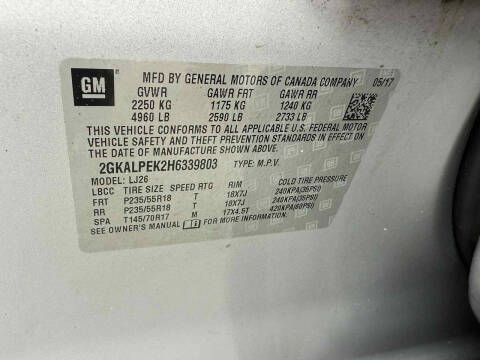 GM
MFD BY GENERAL MOTORS OF CANADA COMPANY 05/17
GVWR GAWR FRT GAWR RR
2250 KG 1175 KG 1240 KG
4960 LB 2590 LB 2733 LB
THIS VEHICLE CONFORMS TO ALL APPLICABLE U.S. FEDERAL MOTOR
VEHICLE SAFETY AND THEFT PREVENTION STANDARDS IN EFFECT ON
THE DATE OF MANUFACTURE SHOWN ABOVE.
2GKALPEK2H6339803 TYPE: M.P.V.
MODEL: LJ26
LBCC TIRE SIZE SPEED RTG RIM COLD TIRE PRESSURE
FRT P235/55R18 T 18X7J 240KPA(35PSI)
RR P235/55R18 T 18X7J 240KPA(35PSI)
SPA T145/70R17 M 17X4.5T 420KPA(60PSI)
SEE OWNER'S MANUAL FOR MORE INFORMATION.